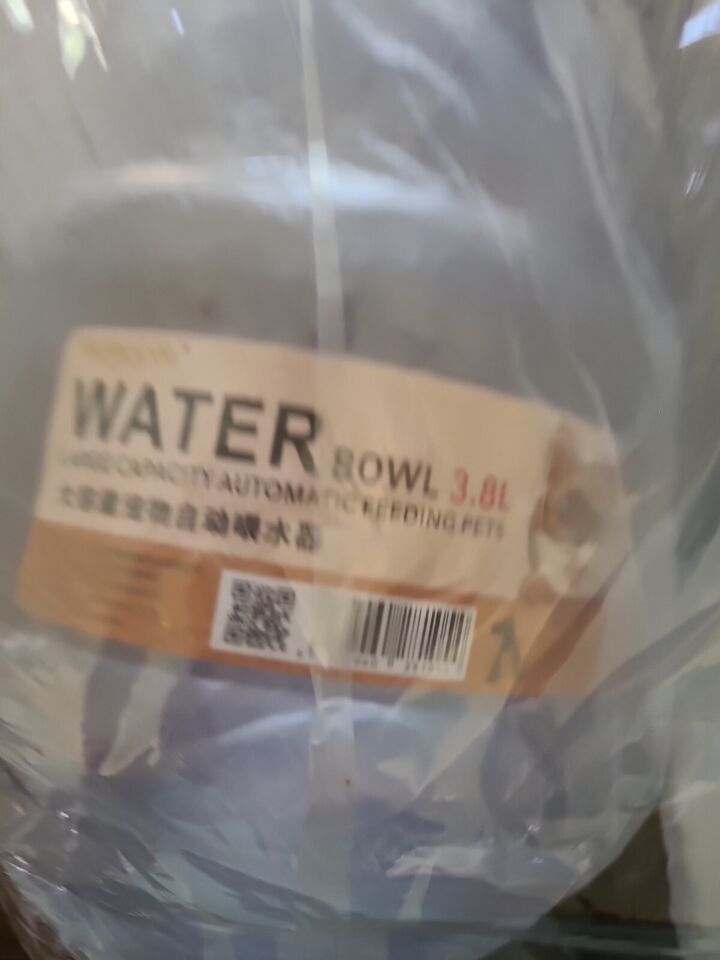 WATER BOWL 3.8L
LARGE CAPACITY AUTOMATIC FEEDING PETS
大容量宠物自动喂水器